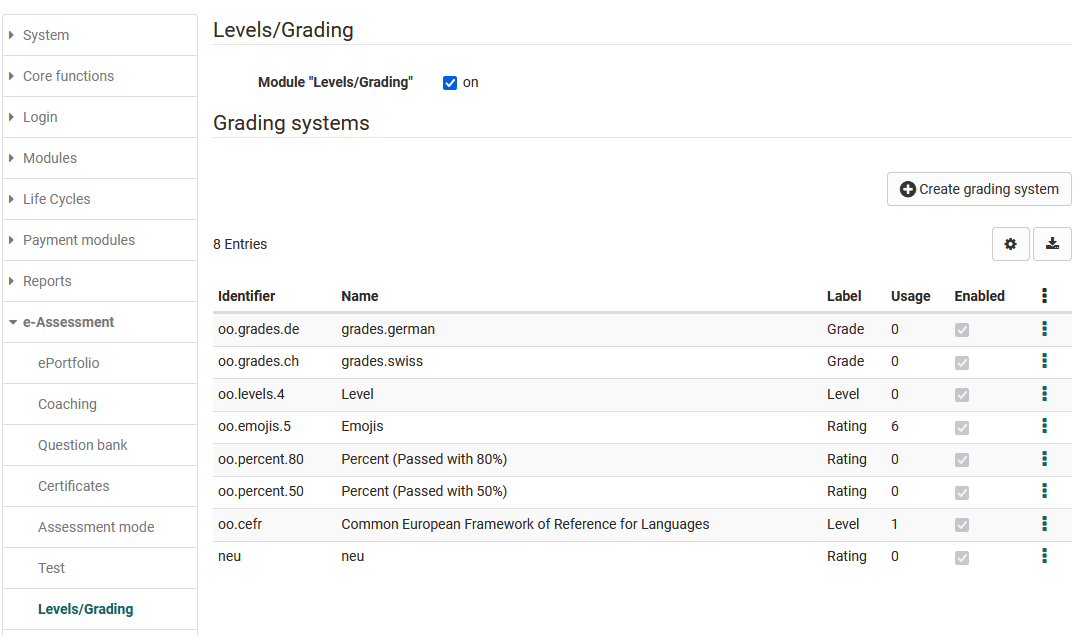 System
Core functions
Login
Modules
Life Cycles
Payment modules
Reports
e-Assessment
ePortfolio
Coaching
Question bank
Certificates
Assessment mode
Test
Levels/Grading
Levels/Grading
Module "Levels/Grading" on
Grading systems
Create grading system
8 Entries
Identifier Name Label Usage Enabled
oo.grades.de grades.german Grade 0
oo.grades.ch grades.swiss Grade 0
oo.levels.4 Level Level 0
oo.emojis.5 Emojis Rating 6
oo.percent.80 Percent (Passed with 80%) Rating 0
oo.percent.50 Percent (Passed with 50%) Rating 0
oo.cefr Common European Framework of Reference for Languages Level 1
neu neu Rating 0